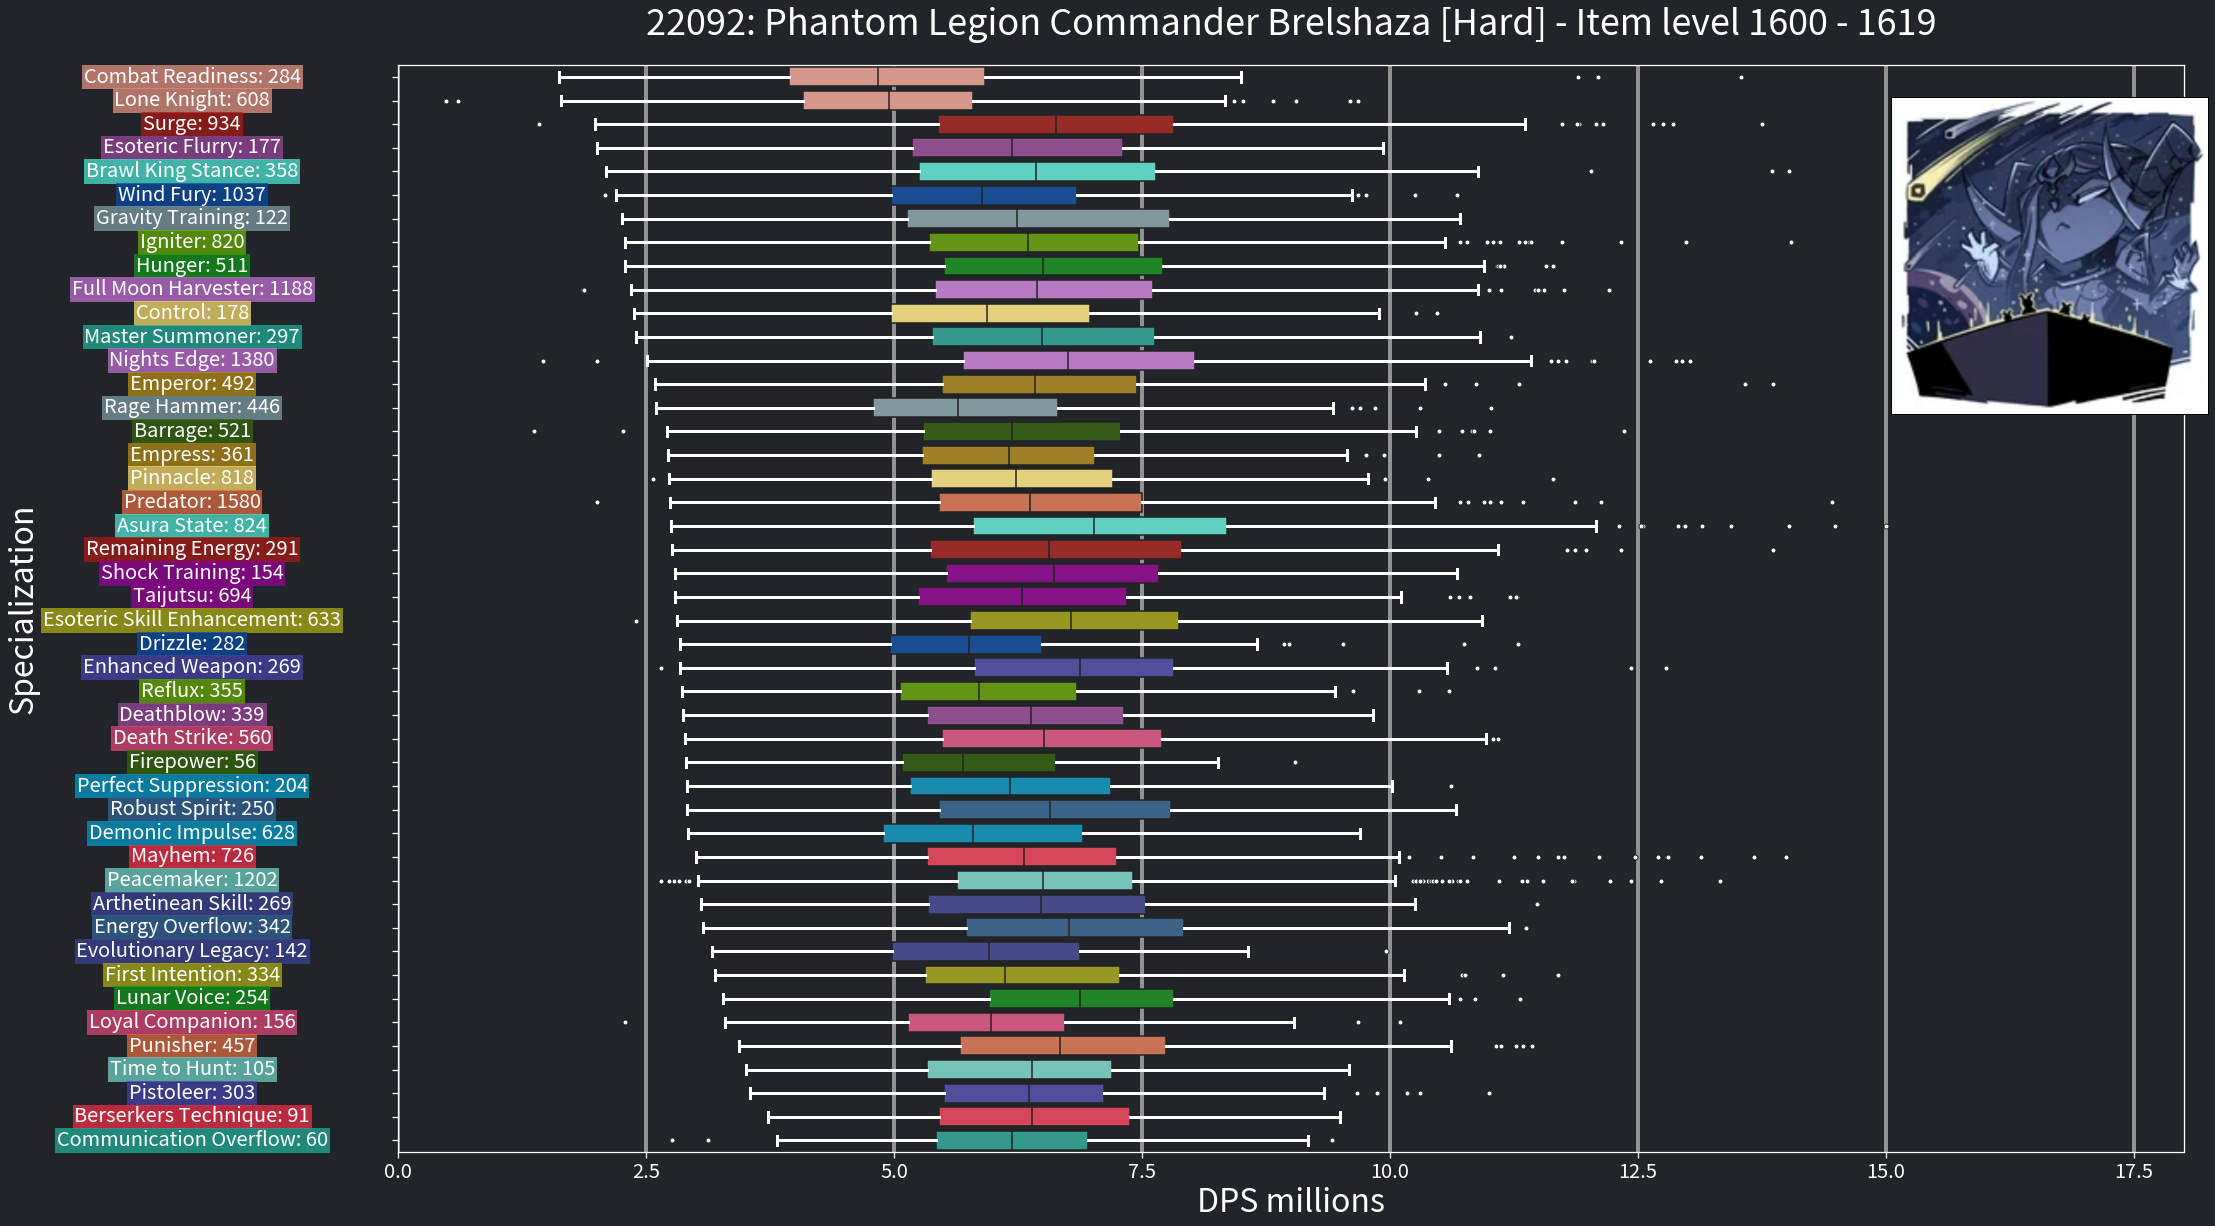 22092: Phantom Legion Commander Brelshaza [Hard] - Item level 1600 - 1619
Combat Readiness: 284
Lone Knight: 608
Surge: 934
Esoteric Flurry: 177
Brawl King Stance: 358
Wind Fury: 1037
Gravity Training: 122
Igniter: 820
Hunger: 511
Full Moon Harvester: 1188
Control: 178
Master Summoner: 297
Nights Edge: 1380
Emperor: 492
Rage Hammer: 446
Barrage: 521
Empress: 361
Pinnacle: 818
Predator: 1580
Asura State: 824
Remaining Energy: 291
Shock Training: 154
Taijutsu: 694
Esoteric Skill Enhancement: 633
Drizzle: 282
Enhanced Weapon: 269
Reflux: 355
Deathblow: 339
Death Strike: 560
Firepower: 56
Perfect Suppression: 204
Robust Spirit: 250
Demonic Impulse: 628
Mayhem: 726
Peacemaker: 1202
Arthetinean Skill: 269
Energy Overflow: 342
Evolutionary Legacy: 142
First Intention: 334
Lunar Voice: 254
Loyal Companion: 156
Punisher: 457
Time to Hunt: 105
Pistoleer: 303
Berserkers Technique: 91
Communication Overflow: 60
Specialization
0.0 2.5 5.0 7.5 10.0 12.5 15.0 17.5
DPS millions